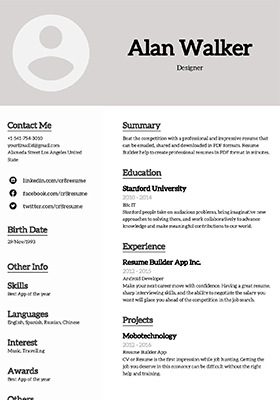 Alan Walker
Designer
Contact Me
+1 541-754-3010
yourEmailid@gmail.com
Alameda Street Los Angeles United
State
linkedin.com/cr8resume
facebook.com/cr8resume
twitter.com/cr8resume
Birth Date
29/Nov/1993
Other Info
Skills
Best App of the year
Languages
English, Spanish, Russian, Chinese
Interest
Music, Travelling
Awards
First App of the year
Others
Summary
Beat the competition with a professional and impressive resume that
can be emailed, shared and downloaded in PDF formats. Resume
Builder help to create professional resumes in PDF format in minutes.
Education
Stanford University
2010 - 2014
BSc IT
Stanford people take on audacious problems, bring imaginative new
approaches to solving them, and work collaboratively to advance
knowledge and make meaningful contributions to our world.
Experience
Resume Builder App Inc.
2012 - 2015
Android Developer
Make your next career move with confidence. Having a great resume,
sharp interviewing skills, and the ability to negotiate the salary you
want will place you ahead of the competition in the job search.
Projects
Mobotechnology
2012 - 2016
Resume Builder App
CV or Resume is the first impression while job hunting. Getting the
job you deserve in this economy can be difficult without the right
help and training.